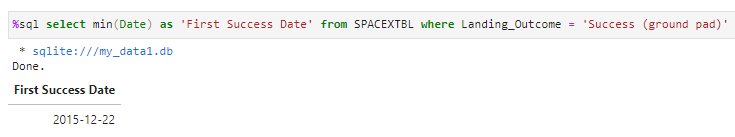 %sql select min(Date) as 'First Success Date' from SPACEXTBL where Landing_Outcome = 'Success (ground pad)'
* sqlite:///my_data1.db
Done.
First Success Date
2015-12-22